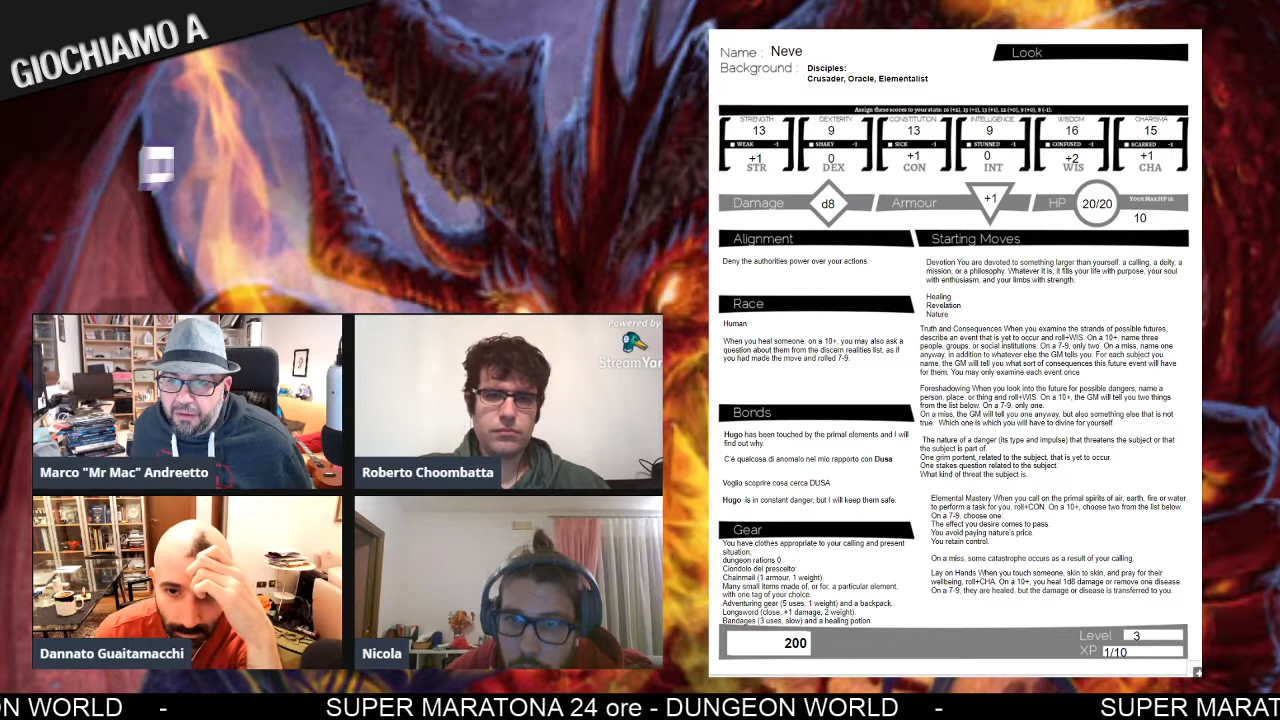 GIOCHIAMO A
Name : Neve
Background : Disciples:
Crusader, Oracle, Elementalist
Look
Assign these scores to your stats: 16 (+2), 15 (+1), 13 (+1), 12 (+0), 9 (+0), 8 (-1).
STRENGTH DEXTERITY CONSTITUTION INTELLIGENCE WISDOM CHARISMA
13 9 13 9 16 15
WEAK -1 SHAKY -1 SICK -1 STUNNED -1 CONFUSED -1 SCARRED -1
+1 0 +1 0 +2 +1
STR DEX CON INT WIS CHA
Damage d8 Armour +1 HP 20/20 YOUR MAX HP IS:
10
Alignment
Deny the authorities power over your actions.
Race
Human
When you heal someone, on a 10+, you may also ask a
question about them from the discern realities list, as if
you had made the move and rolled 7-9.
Bonds
Hugo has been touched by the primal elements and I will
find out why.
C'è qualcosa di anomalo nel mio rapporto con Dusa
Voglio scoprire cosa cerca DUSA
Hugo is in constant danger, but I will keep them safe.
Gear
You have clothes appropriate to your calling and present
situation,
dungeon rations 0
Ciondolo del prescelto:
Chainmail (1 armour, 1 weight).
Many small items made of, or for, a particular element,
with one tag of your choice.
Adventuring gear (5 uses, 1 weight) and a backpack.
Longsword (close, +1 damage, 2 weight).
Bandages (3 uses, slow) and a healing potion.
Starting Moves
Devotion You are devoted to something larger than yourself: a calling, a deity, a
mission, or a philosophy. Whatever it is, it fills your life with purpose, your soul
with enthusiasm, and your limbs with strength.
Healing
Revelation
Nature
Truth and Consequences When you examine the strands of possible futures,
describe an event that is yet to occur and roll+WIS. On a 10+, name three
people, groups, or social institutions. On a 7-9, only two. On a miss, name one
anyway, in addition to whatever else the GM tells you. For each subject you
name, the GM will tell you what sort of consequences this future event will have
for them. You may only examine each event once
Foreshadowing When you look into the future for possible dangers, name a
person, place, or thing and roll+WIS. On a 10+, the GM will tell you two things
from the list below. On a 7-9, only one.
On a miss, the GM will tell you one anyway, but also something else that is not
true. Which one is which you will have to divine for yourself.
The nature of a danger (its type and impulse) that threatens the subject or that
the subject is part of.
One grim portent, related to the subject, that is yet to occur.
One stakes question related to the subject.
What kind of threat the subject is.
Elemental Mastery When you call on the primal spirits of air, earth, fire or water
to perform a task for you, roll+CON. On a 10+, choose two from the list below.
On a 7-9, choose one:
The effect you desire comes to pass.
You avoid paying nature's price.
You retain control.
On a miss, some catastrophe occurs as a result of your calling.
Lay on Hands When you touch someone, skin to skin, and pray for their
wellbeing, roll+CHA. On a 10+, you heal 1d8 damage or remove one disease
On a 7-9, they are healed, but the damage or disease is transferred to you.
200
Level 3
XP 1/10
Powered by
StreamYar
Marco "Mr Mac" Andreetto
Roberto Choombatta
Dannato Guaitamacchi
Nicola
ON WORLD - SUPER MARATONA 24 ore - DUNGEON WORLD - SUPER MARAT